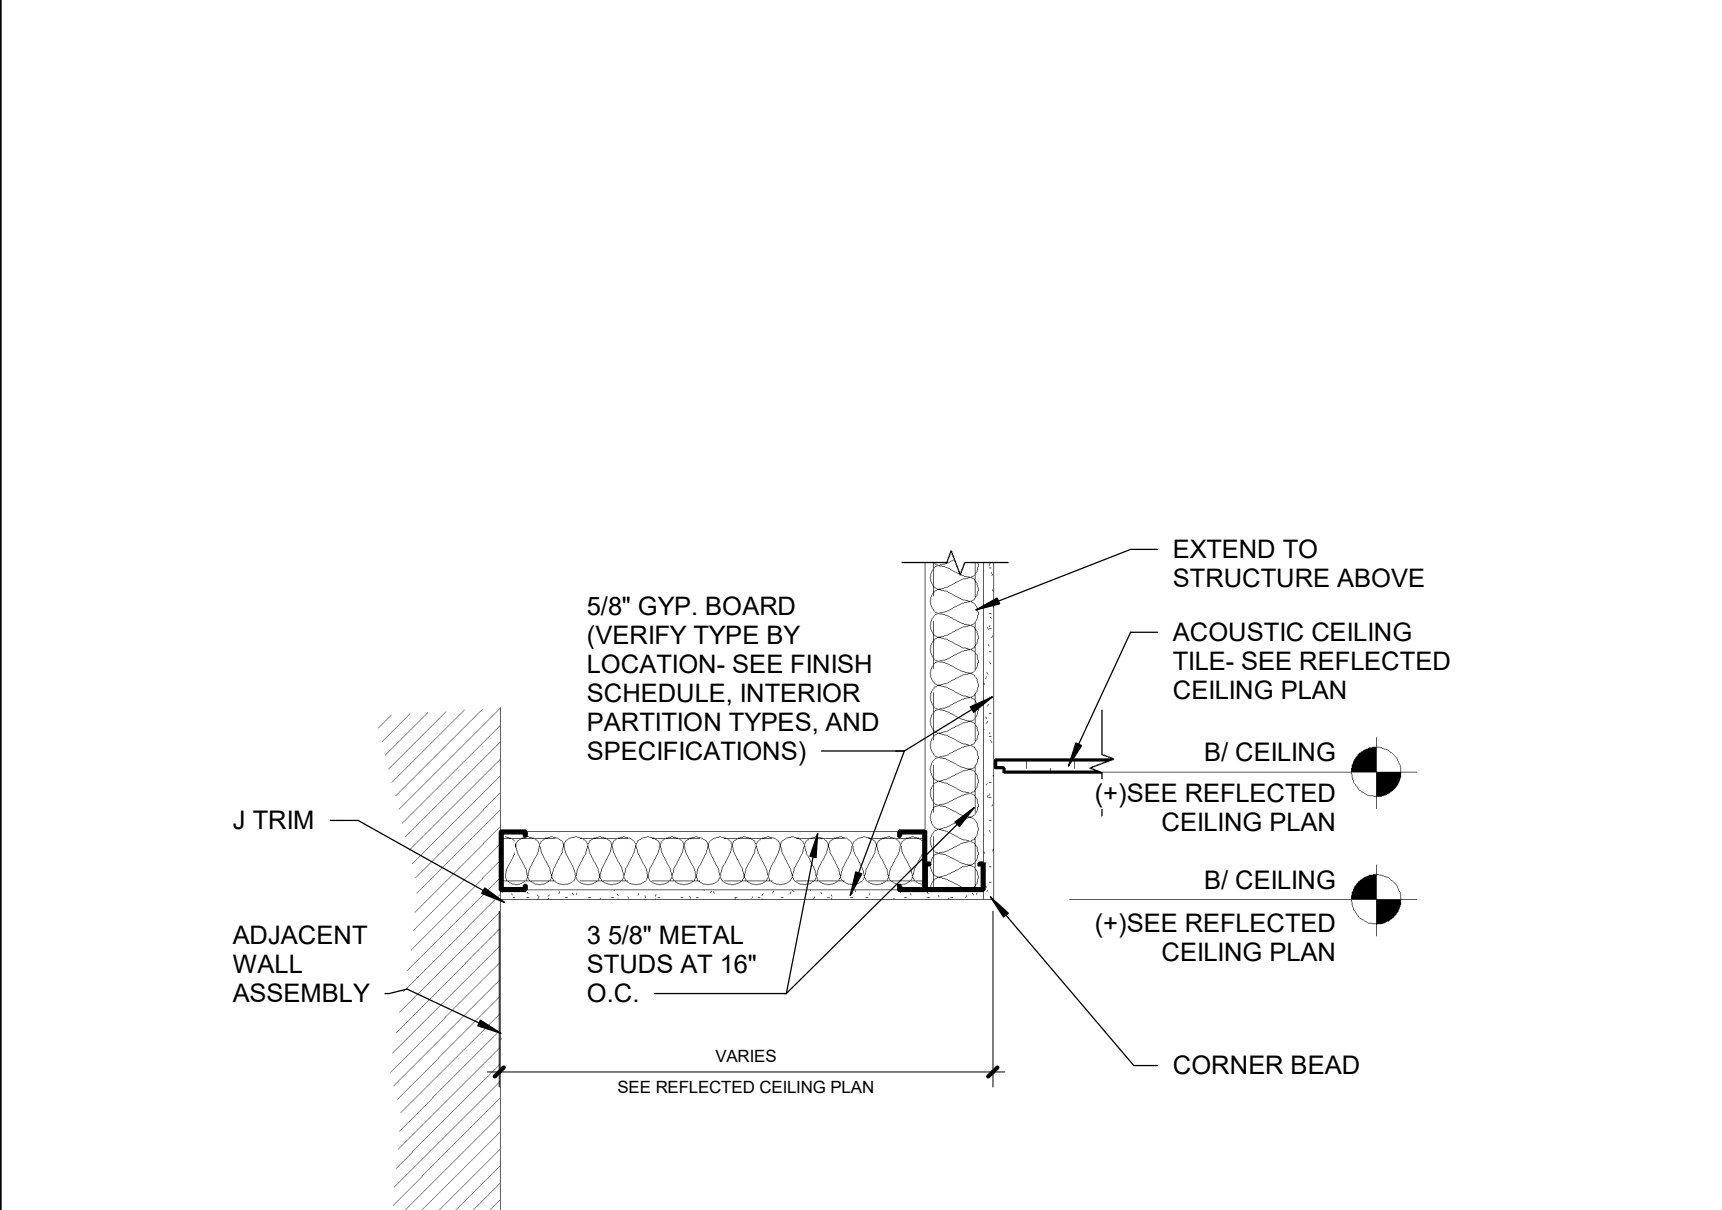 EXTEND TO
STRUCTURE ABOVE
5/8" GYP. BOARD
(VERIFY TYPE BY
LOCATION- SEE FINISH
SCHEDULE, INTERIOR
PARTITION TYPES, AND
SPECIFICATIONS)
ACOUSTIC CEILING
TILE- SEE REFLECTED
CEILING PLAN
B/ CEILING
(+)SEE REFLECTED
CEILING PLAN
J TRIM
B/ CEILING
(+)SEE REFLECTED
CEILING PLAN
ADJACENT
WALL
ASSEMBLY
3 5/8" METAL
STUDS AT 16"
O.C.
VARIES
SEE REFLECTED CEILING PLAN
CORNER BEAD